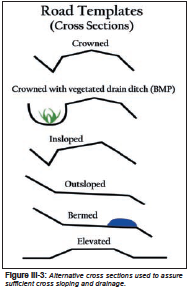 Road Templates
(Cross Sections)
Crowned
Crowned with vegetated drain ditch (BMP)
Insloped
Outsloped
Bermed
Elevated
Figure III-3: Alternative cross sections used to assure
sufficient cross sloping and drainage.